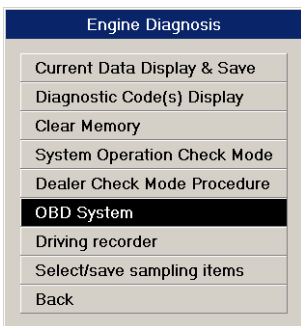 Engine Diagnosis
Current Data Display & Save
Diagnostic Code(s) Display
Clear Memory
System Operation Check Mode
Dealer Check Mode Procedure
OBD System
Driving recorder
Select/save sampling items
Back